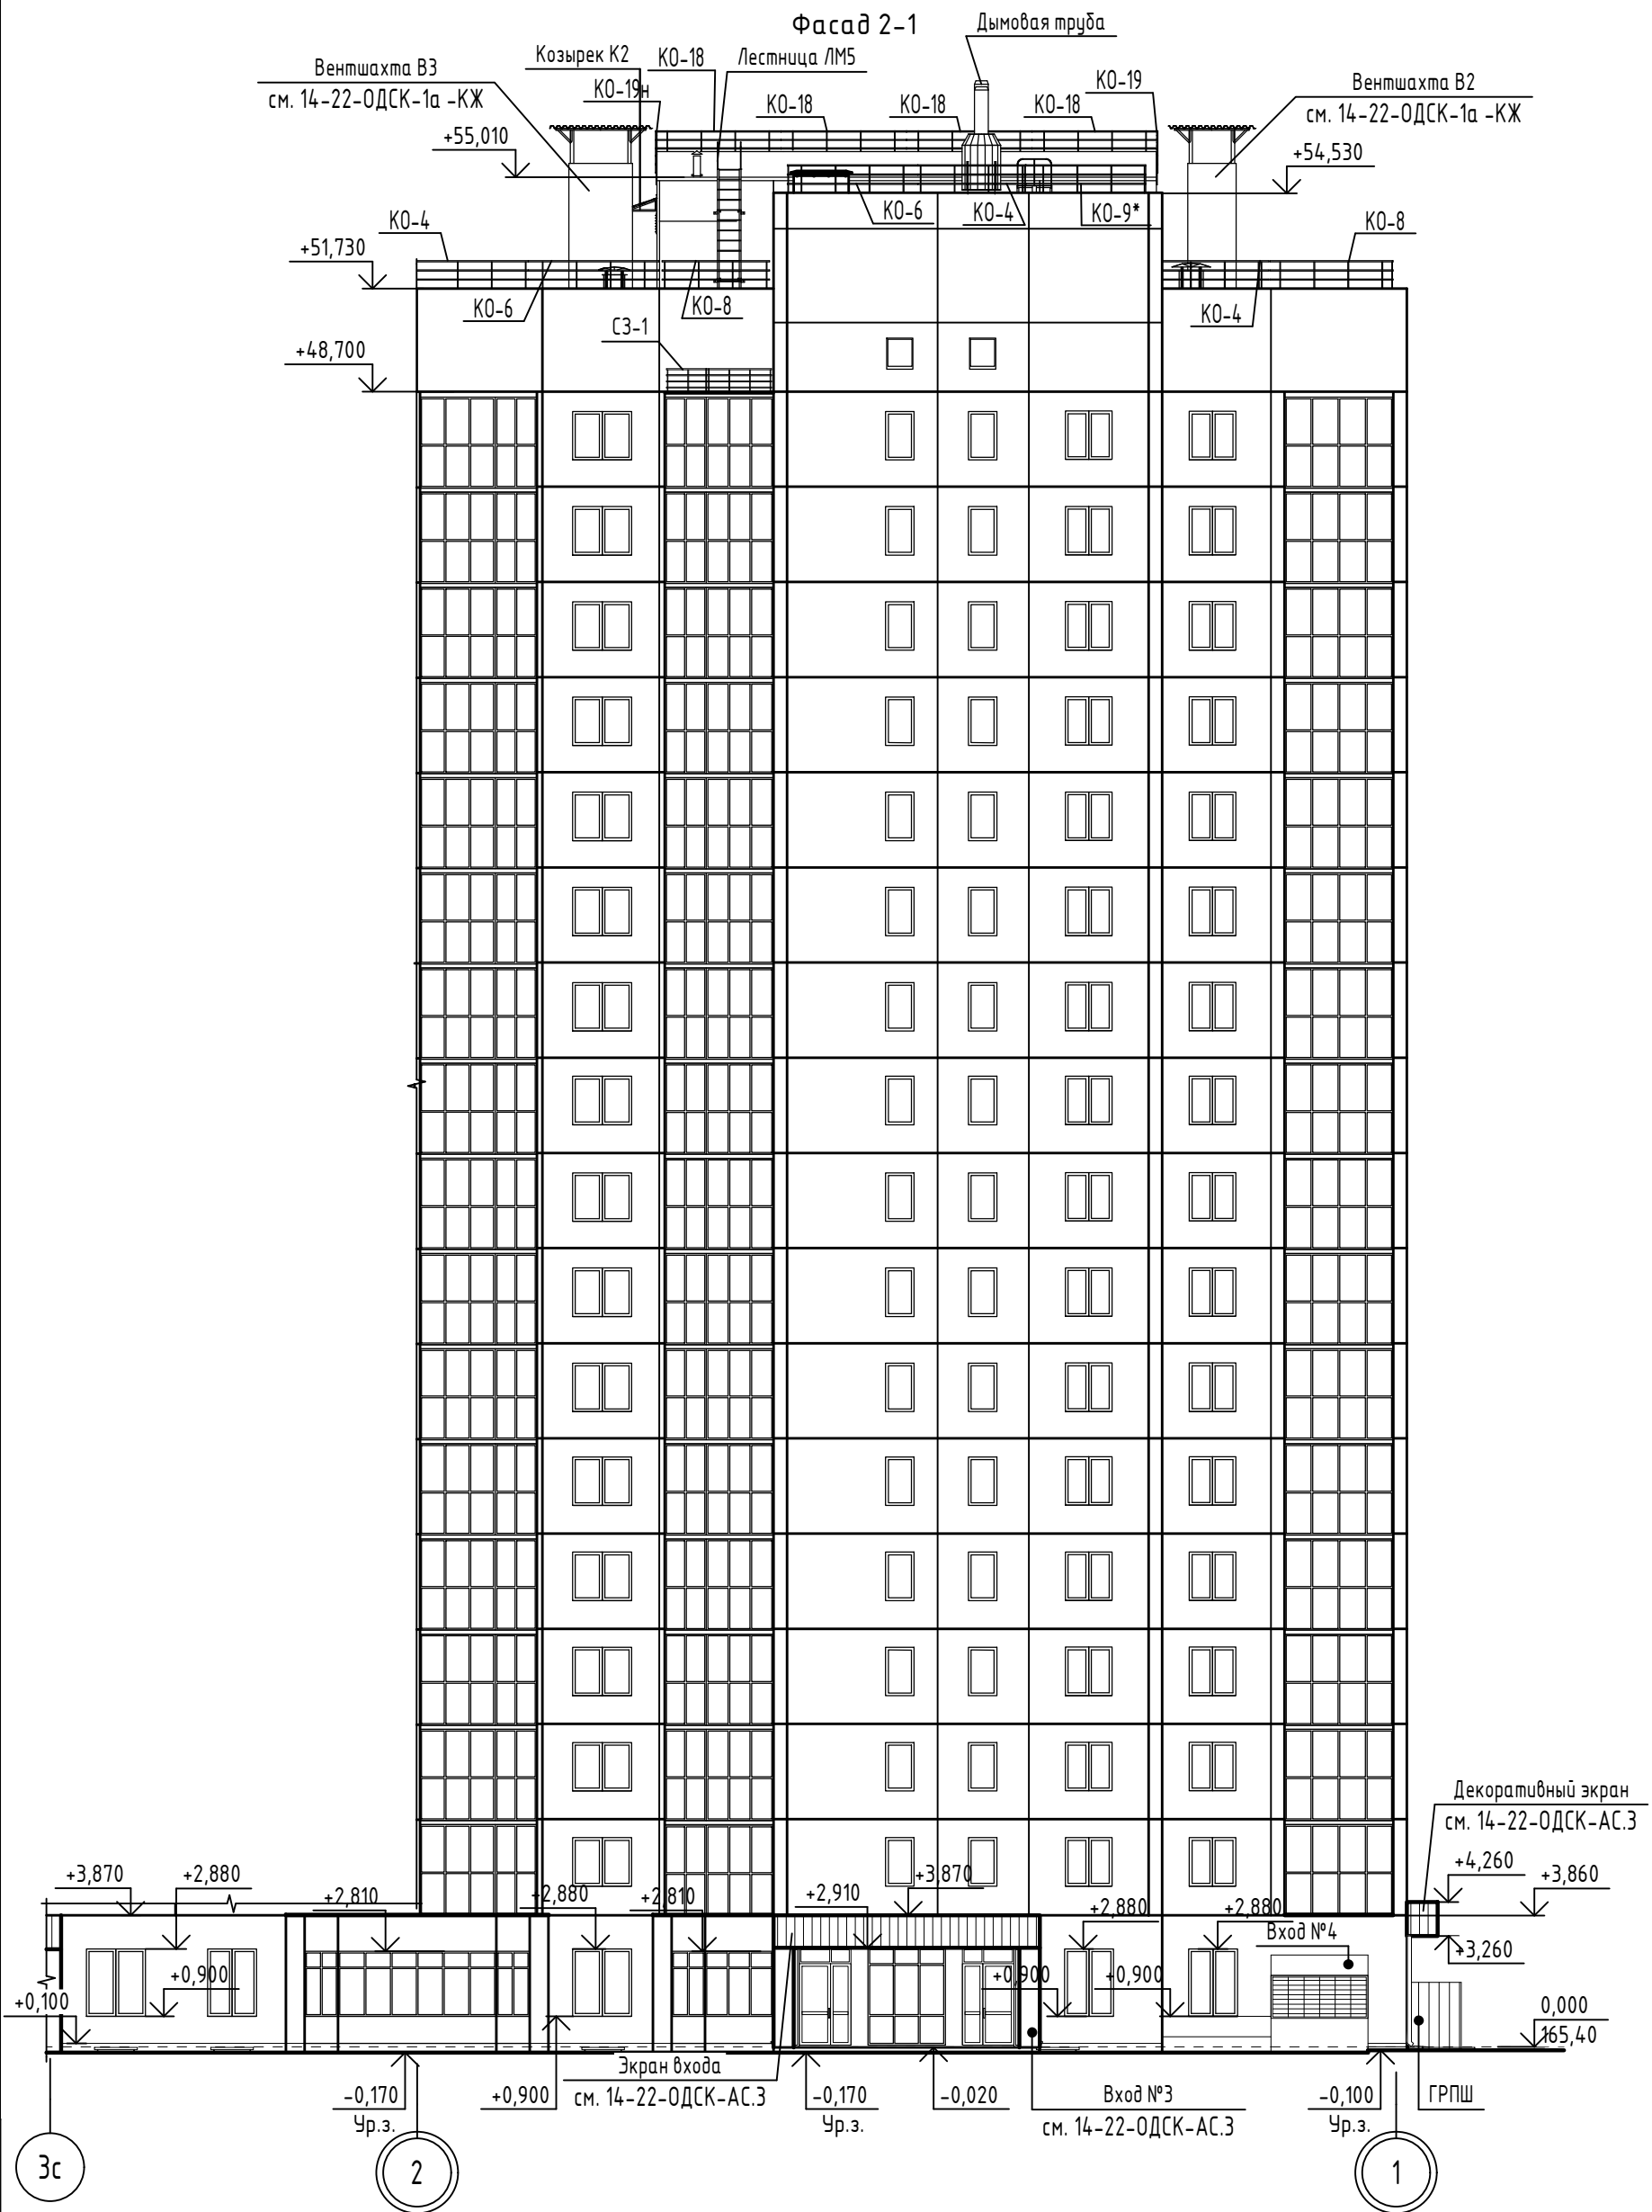 Фасад 2-1
Дымовая труба
Козырек К2
КО-18
Лестница ЛМ5
Вентшахта В3
см. 14-22-ОДСК-1а -КЖ
КО-19н
КО-18
КО-18
КО-18
КО-19
Вентшахта В2
см. 14-22-ОДСК-1а -КЖ
+55,010
+54,530
КО-4
КО-6
КО-4
КО-9*
КО-8
+51,730
КО-6
КО-8
КО-4
СЗ-1
+48,700
Декоративный экран
см. 14-22-ОДСК-АС.3
+3,870
+2,880
+2,810
+2,880
+2,810
+2,910
+3,870
+2,880
+2,880
Вход №4
+4,260
+3,860
+3,260
+0,100
+0,900
+0,900
+0,900
0,000
165,40
-0,170
Ур.з.
+0,900
Экран входа
см. 14-22-ОДСК-АС.3
-0,170
Ур.з.
-0,020
Вход №3
см. 14-22-ОДСК-АС.3
-0,100
Ур.з.
ГРПШ
3с
2
1